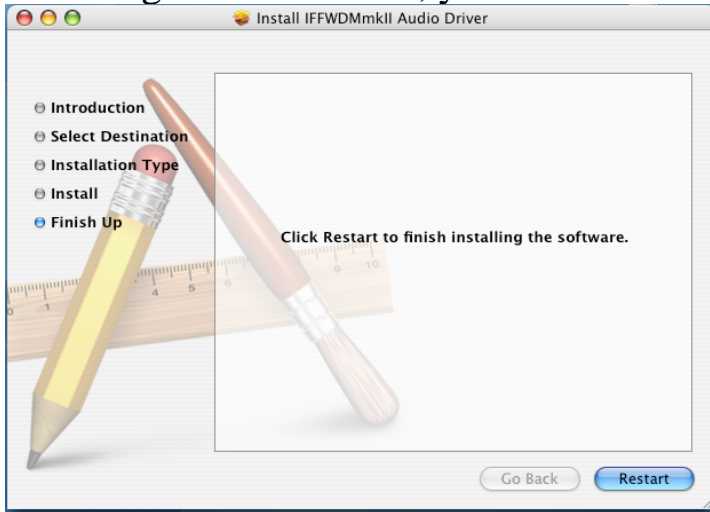 Install IFFWDMmkII Audio Driver
Introduction
Select Destination
Installation Type
Install
Finish Up
Click Restart to finish installing the software.
Go Back
Restart